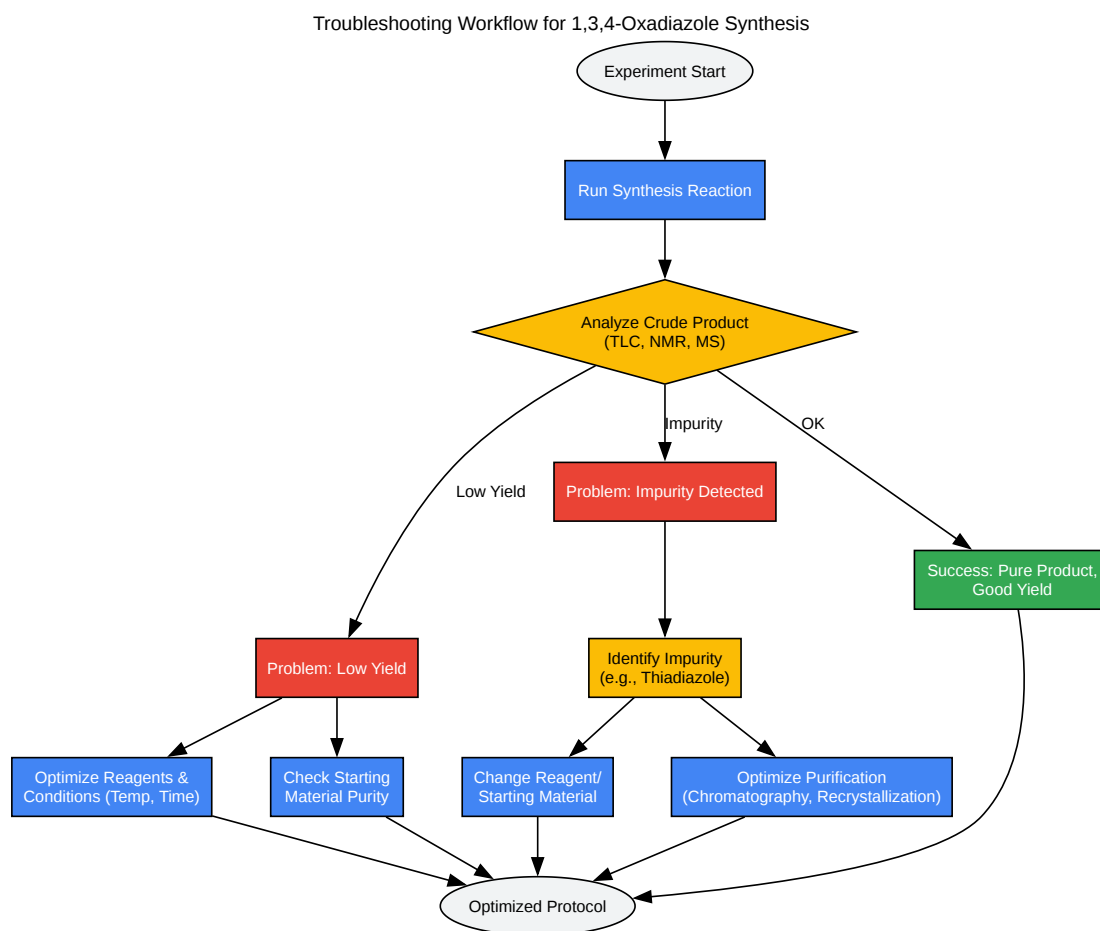 Troubleshooting Workflow for 1,3,4-Oxadiazole Synthesis
Experiment Start
Run Synthesis Reaction
Analyze Crude Product
(TLC, NMR, MS)
Impurity
OK
Low Yield
Problem: Impurity Detected
Success: Pure Product,
Good Yield
Problem: Low Yield
Identify Impurity
(e.g., Thiadiazole)
Optimize Reagents &
Conditions (Temp, Time)
Check Starting
Material Purity
Change Reagent/
Starting Material
Optimize Purification
(Chromatography, Recrystallization)
Optimized Protocol